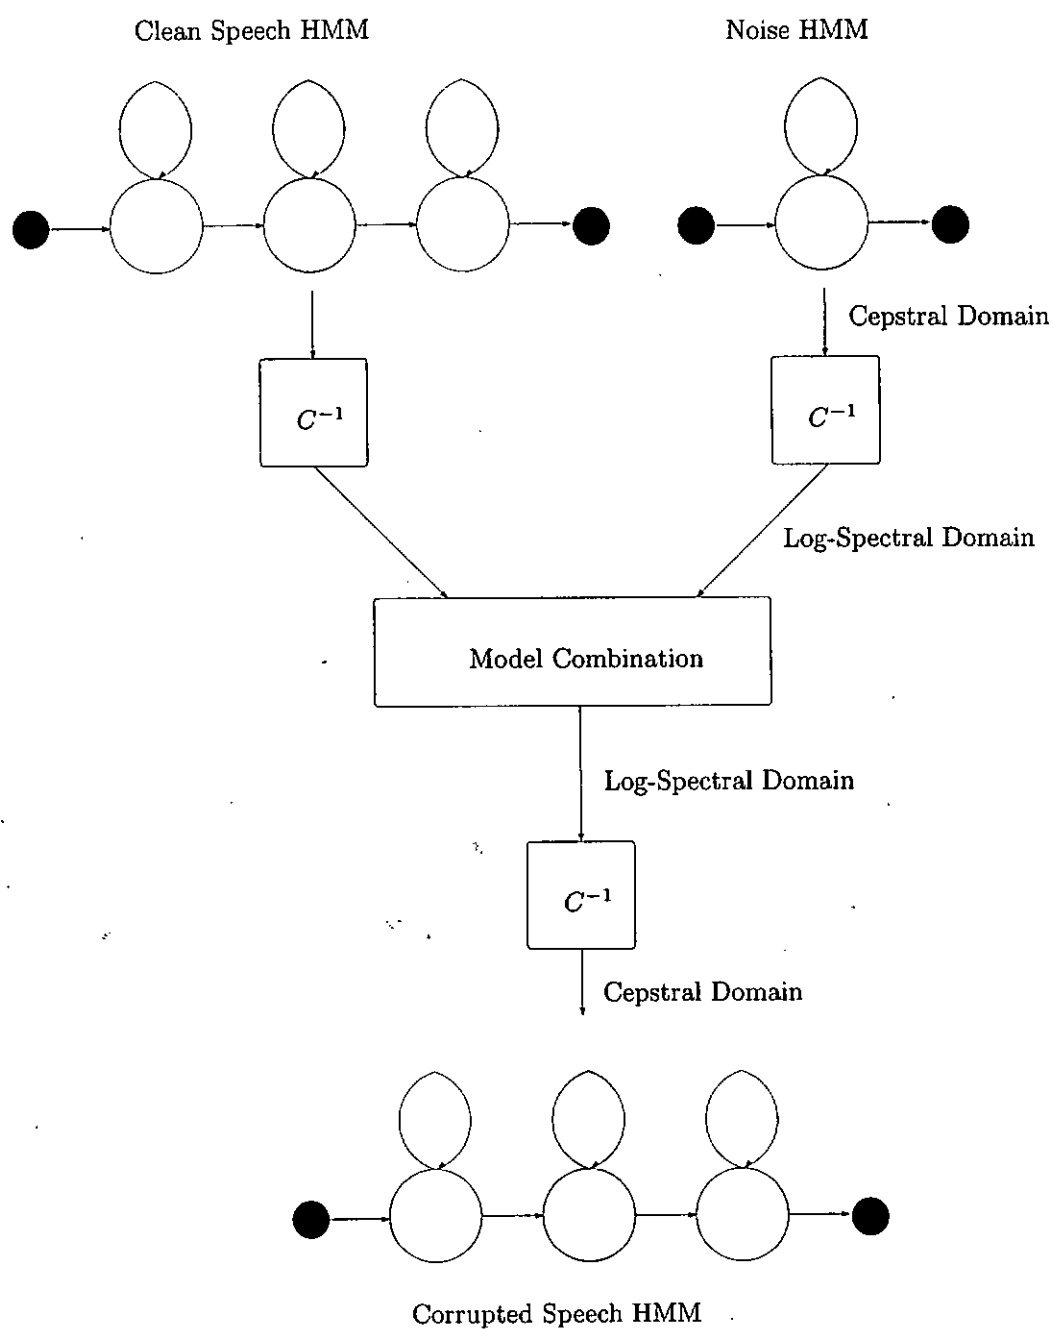 Clean Speech HMM
Noise HMM
Cepstral Domain
C⁻¹
C⁻¹
Log-Spectral Domain
Model Combination
Log-Spectral Domain
C⁻¹
Cepstral Domain
Corrupted Speech HMM